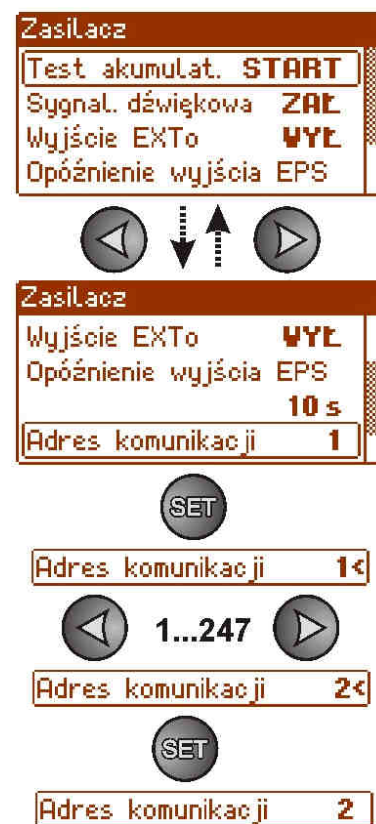 Zasilacz
Test akumulat. START
Sygnal. dźwiękowa ZAŁ
Wyjście EXTo WYŁ
Opóźnienie wyjścia EPS
Zasilacz
Wyjście EXTo WYŁ
Opóźnienie wyjścia EPS
10 s
Adres komunikacji 1
SET
Adres komunikacji 1<
1...247
Adres komunikacji 2<
SET
Adres komunikacji 2